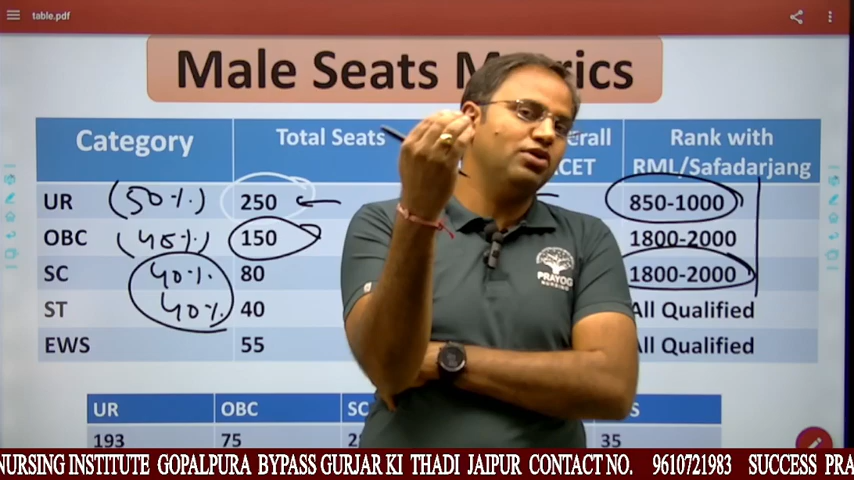 table.pdf
Male Seats M rics
Category Total Seats erall CET Rank with RML/Safadarjang
UR (50%) 250 850-1000
OBC (45%) 150 1800-2000
SC 40% 80 1800-2000
ST 40% 40 All Qualified
EWS 55 All Qualified
UR OBC SC S
193 75 2 35
PRAYOG
NURSING
NURSING INSTITUTE GOPALPURA BYPASS GURJAR KI THADI JAIPUR CONTACT NO. 9610721983 SUCCESS PRA